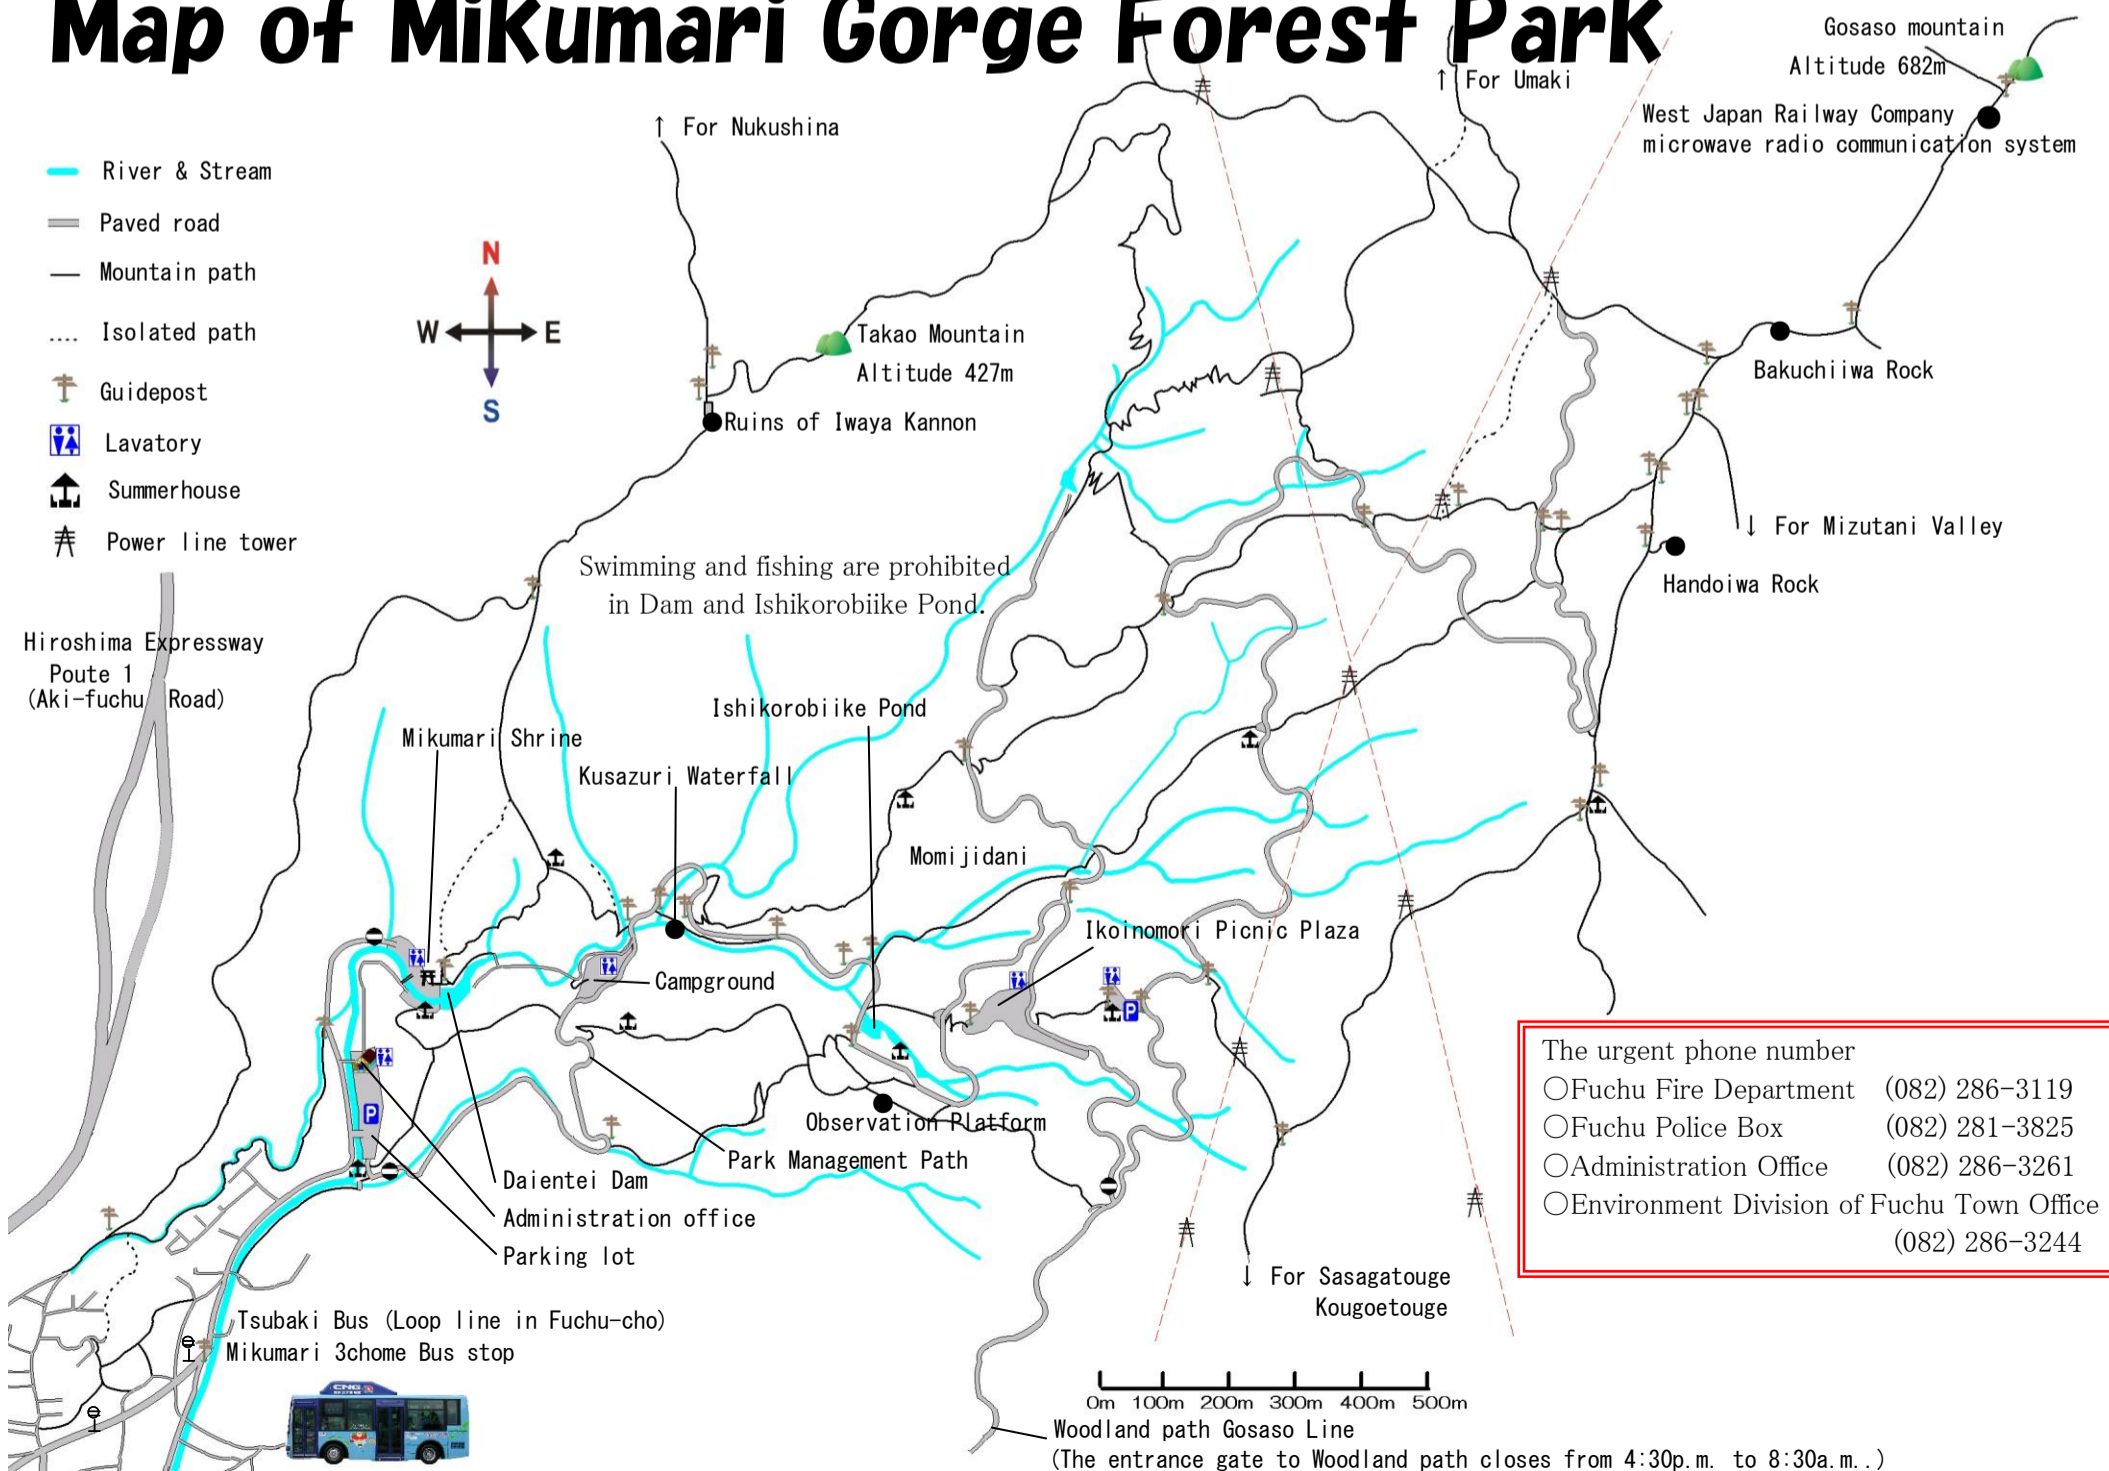 Map of Mikumari Gorge Forest Park
Gosaso mountain
Altitude 682m
↑ For Umaki
West Japan Railway Company
microwave radio communication system
↑ For Nukushina
River & Stream
Paved road
Mountain path
Isolated path
Guidepost
Lavatory
Summerhouse
Power line tower
N
W
E
S
Takao Mountain
Altitude 427m
Ruins of Iwaya Kannon
Bakuchiiwa Rock
↓ For Mizutani Valley
Handoiwa Rock
Swimming and fishing are prohibited
in Dam and Ishikorobiike Pond.
Hiroshima Expressway
Poute 1
(Aki-fuchu Road)
Ishikorobiike Pond
Mikumari Shrine
Kusazuri Waterfall
Momijidani
Ikoinomori Picnic Plaza
Campground
P
P
Observation Platform
Park Management Path
Daientei Dam
Administration office
Parking lot
The urgent phone number
○Fuchu Fire Department (082) 286-3119
○Fuchu Police Box (082) 281-3825
○Administration Office (082) 286-3261
○Environment Division of Fuchu Town Office
(082) 286-3244
↓ For Sasagatouge
Kougoetouge
Tsubaki Bus (Loop line in Fuchu-cho)
Mikumari 3chome Bus stop
CNG
0m 100m 200m 300m 400m 500m
Woodland path Gosaso Line
(The entrance gate to Woodland path closes from 4:30p.m. to 8:30a.m..)